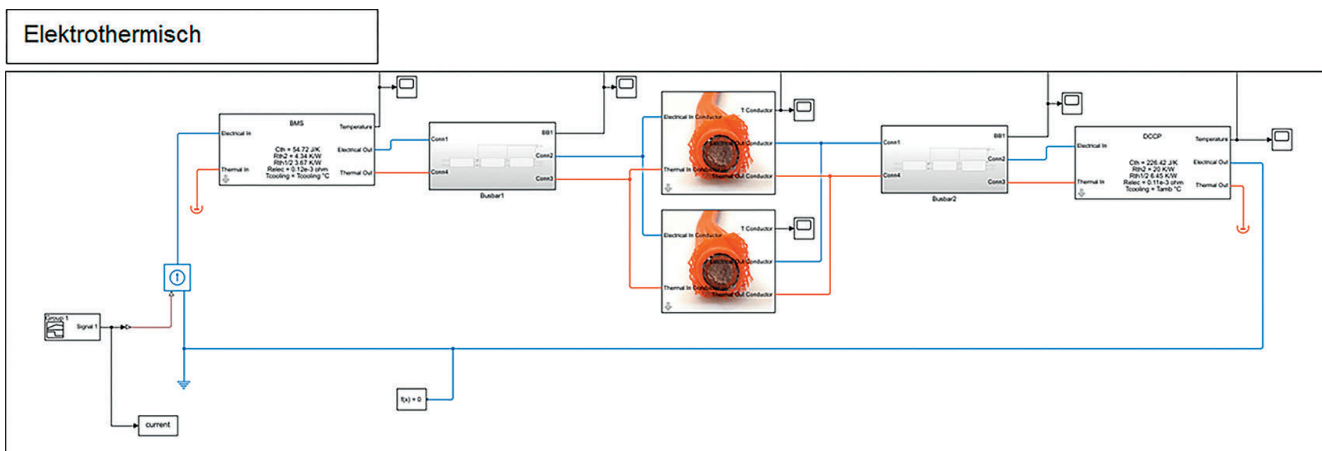 Elektrothermisch
BMS
Electrical In
Temperature
Cth = 54.72 J/K
Rth2 = 4.34 K/W
Rth1/2 3.67 K/W
Relec = 0.12e-3 ohm
Tcooling = Tcooling °C
Electrical Out
Thermal In
Thermal Out
Conn1
Conn4
BB1
Conn2
Conn3
Busbar1
Electrical In Conductor
T Conductor
Electrical Out Conductor
Thermal In Conductor
Thermal Out Conductor
Electrical In Conductor
T Conductor
Electrical Out Conductor
Thermal In Conductor
Thermal Out Conductor
Conn1
Conn4
BB1
Conn2
Conn3
Busbar2
DCCP
Electrical In
Temperature
Cth = 226.42 J/K
Rth2 = 20 K/W
Rth1/2 6.45 K/W
Relec = 0.11e-3 ohm
Tcooling = Tamb °C
Electrical Out
Thermal In
Thermal Out
Group 1
Signal 1
f(x) = 0
current